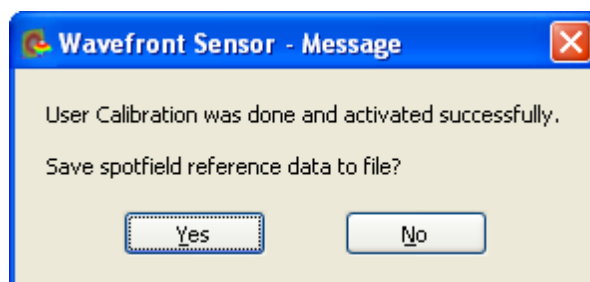 Wavefront Sensor - Message
User Calibration was done and activated successfully.
Save spotfield reference data to file?
Yes No